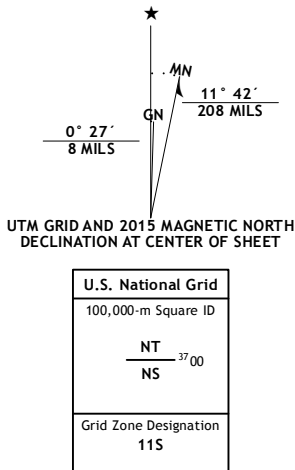 ★
MN
11° 42´
208 MILS
GN
0° 27´
8 MILS
UTM GRID AND 2015 MAGNETIC NORTH
DECLINATION AT CENTER OF SHEET
U.S. National Grid
100,000-m Square ID
NT
³⁷00
NS
Grid Zone Designation
11S